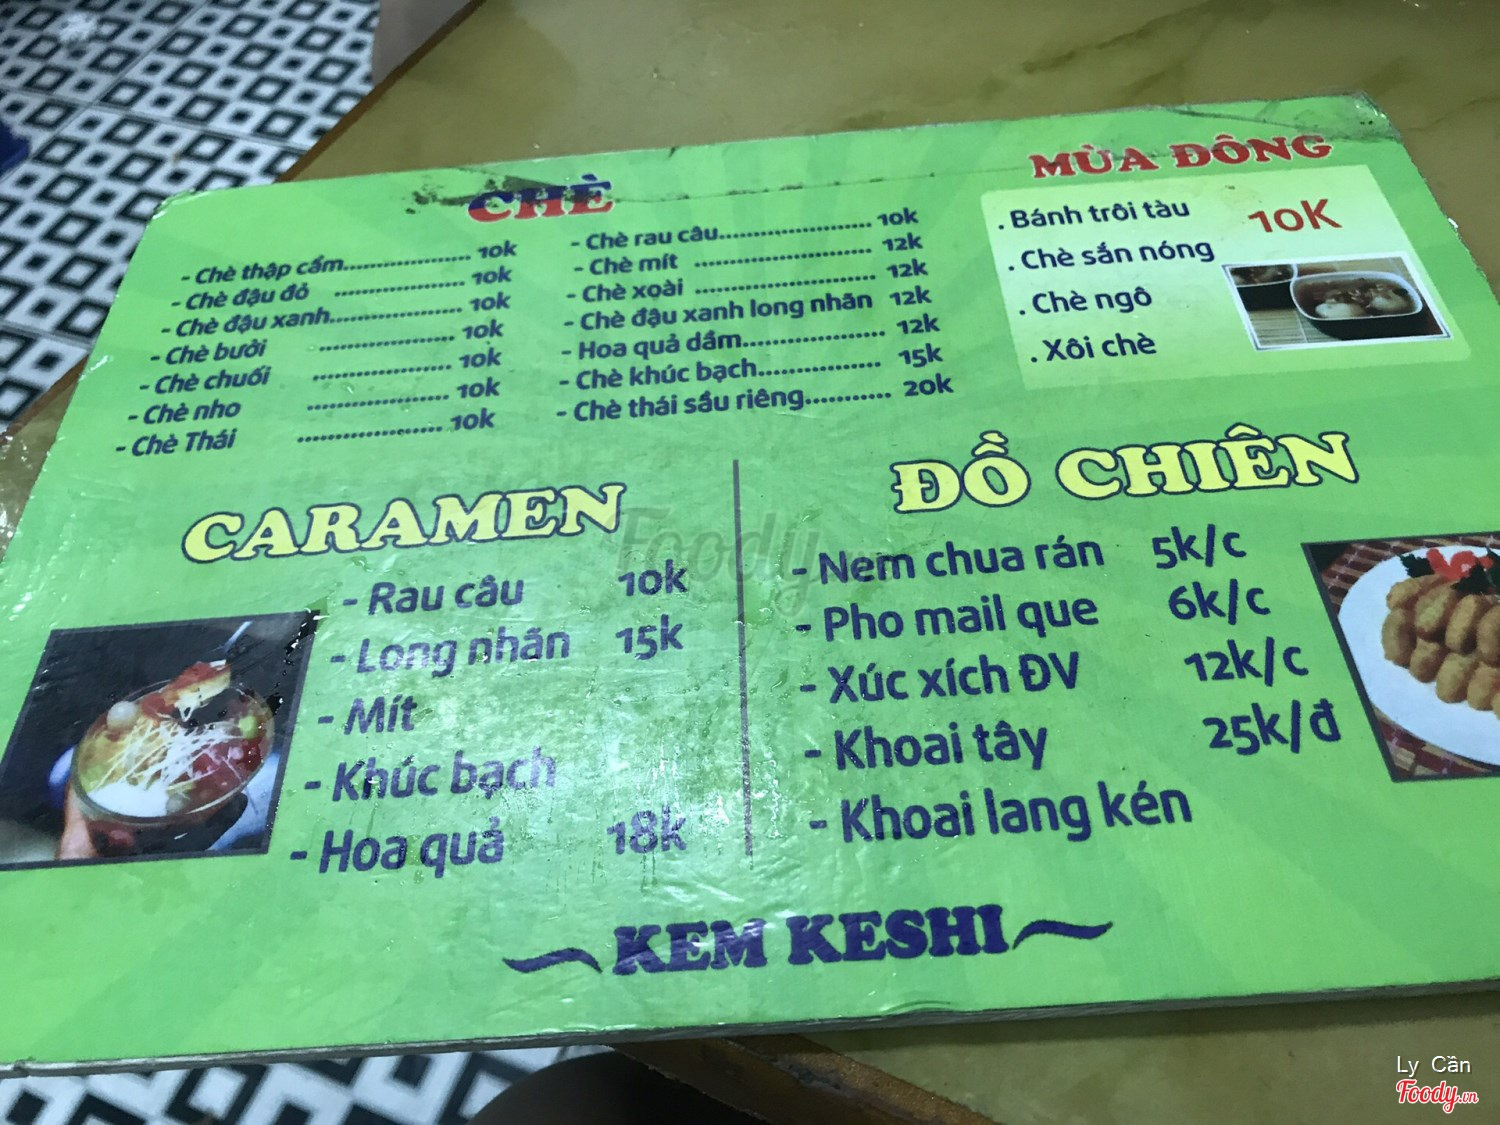 CHÈ
- Chè thập cẩm................... 10k
- Chè đậu đỏ ................... 10k
- Chè đậu xanh................... 10k
- Chè bưởi ................... 10k
- Chè chuối ................... 10k
- Chè nho ................... 10k
- Chè Thái ................... 10k
- Chè rau câu...................... 10k
- Chè mít ......................... 12k
- Chè xoài ......................... 12k
- Chè đậu xanh long nhãn 12k
- Hoa quả dầm.................... 12k
- Chè khúc bạch................. 15k
- Chè thái sầu riêng............ 20k
MÙA ĐÔNG
. Bánh trôi tàu 10K
. Chè sắn nóng
. Chè ngô
. Xôi chè
CARAMEN
- Rau câu 10k
- Long nhãn 15k
- Mít
- Khúc bạch
- Hoa quả 18k
ĐỒ CHIÊN
- Nem chua rán 5k/c
- Pho mail que 6k/c
- Xúc xích ĐV 12k/c
- Khoai tây 25k/đ
- Khoai lang kén
~ KEM KESHI ~
Foody.vn
Ly Cần
Foody.vn